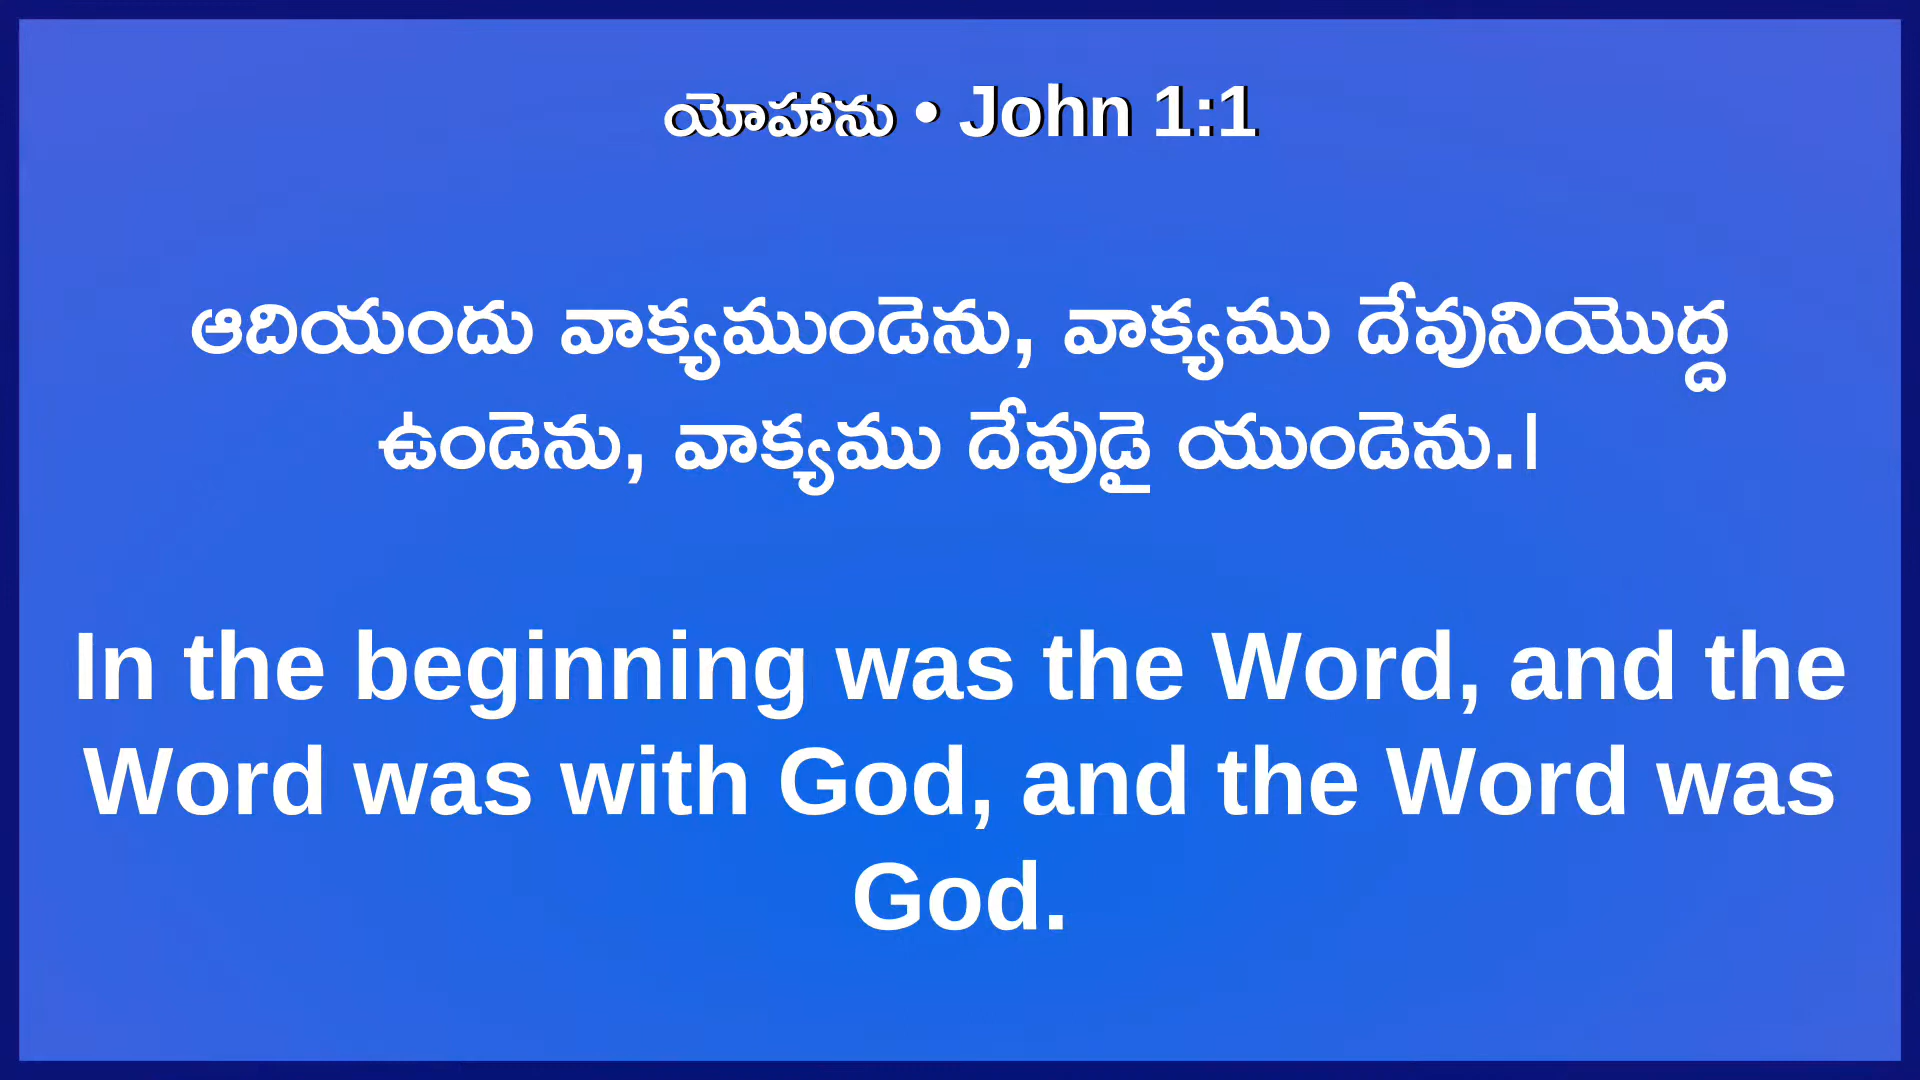 యోహాను • John 1:1
ఆదియందు వాక్యముండెను, వాక్యము దేవునియొద్ద
ఉండెను, వాక్యము దేవుడై యుండెను.।
In the beginning was the Word, and the
Word was with God, and the Word was
God.